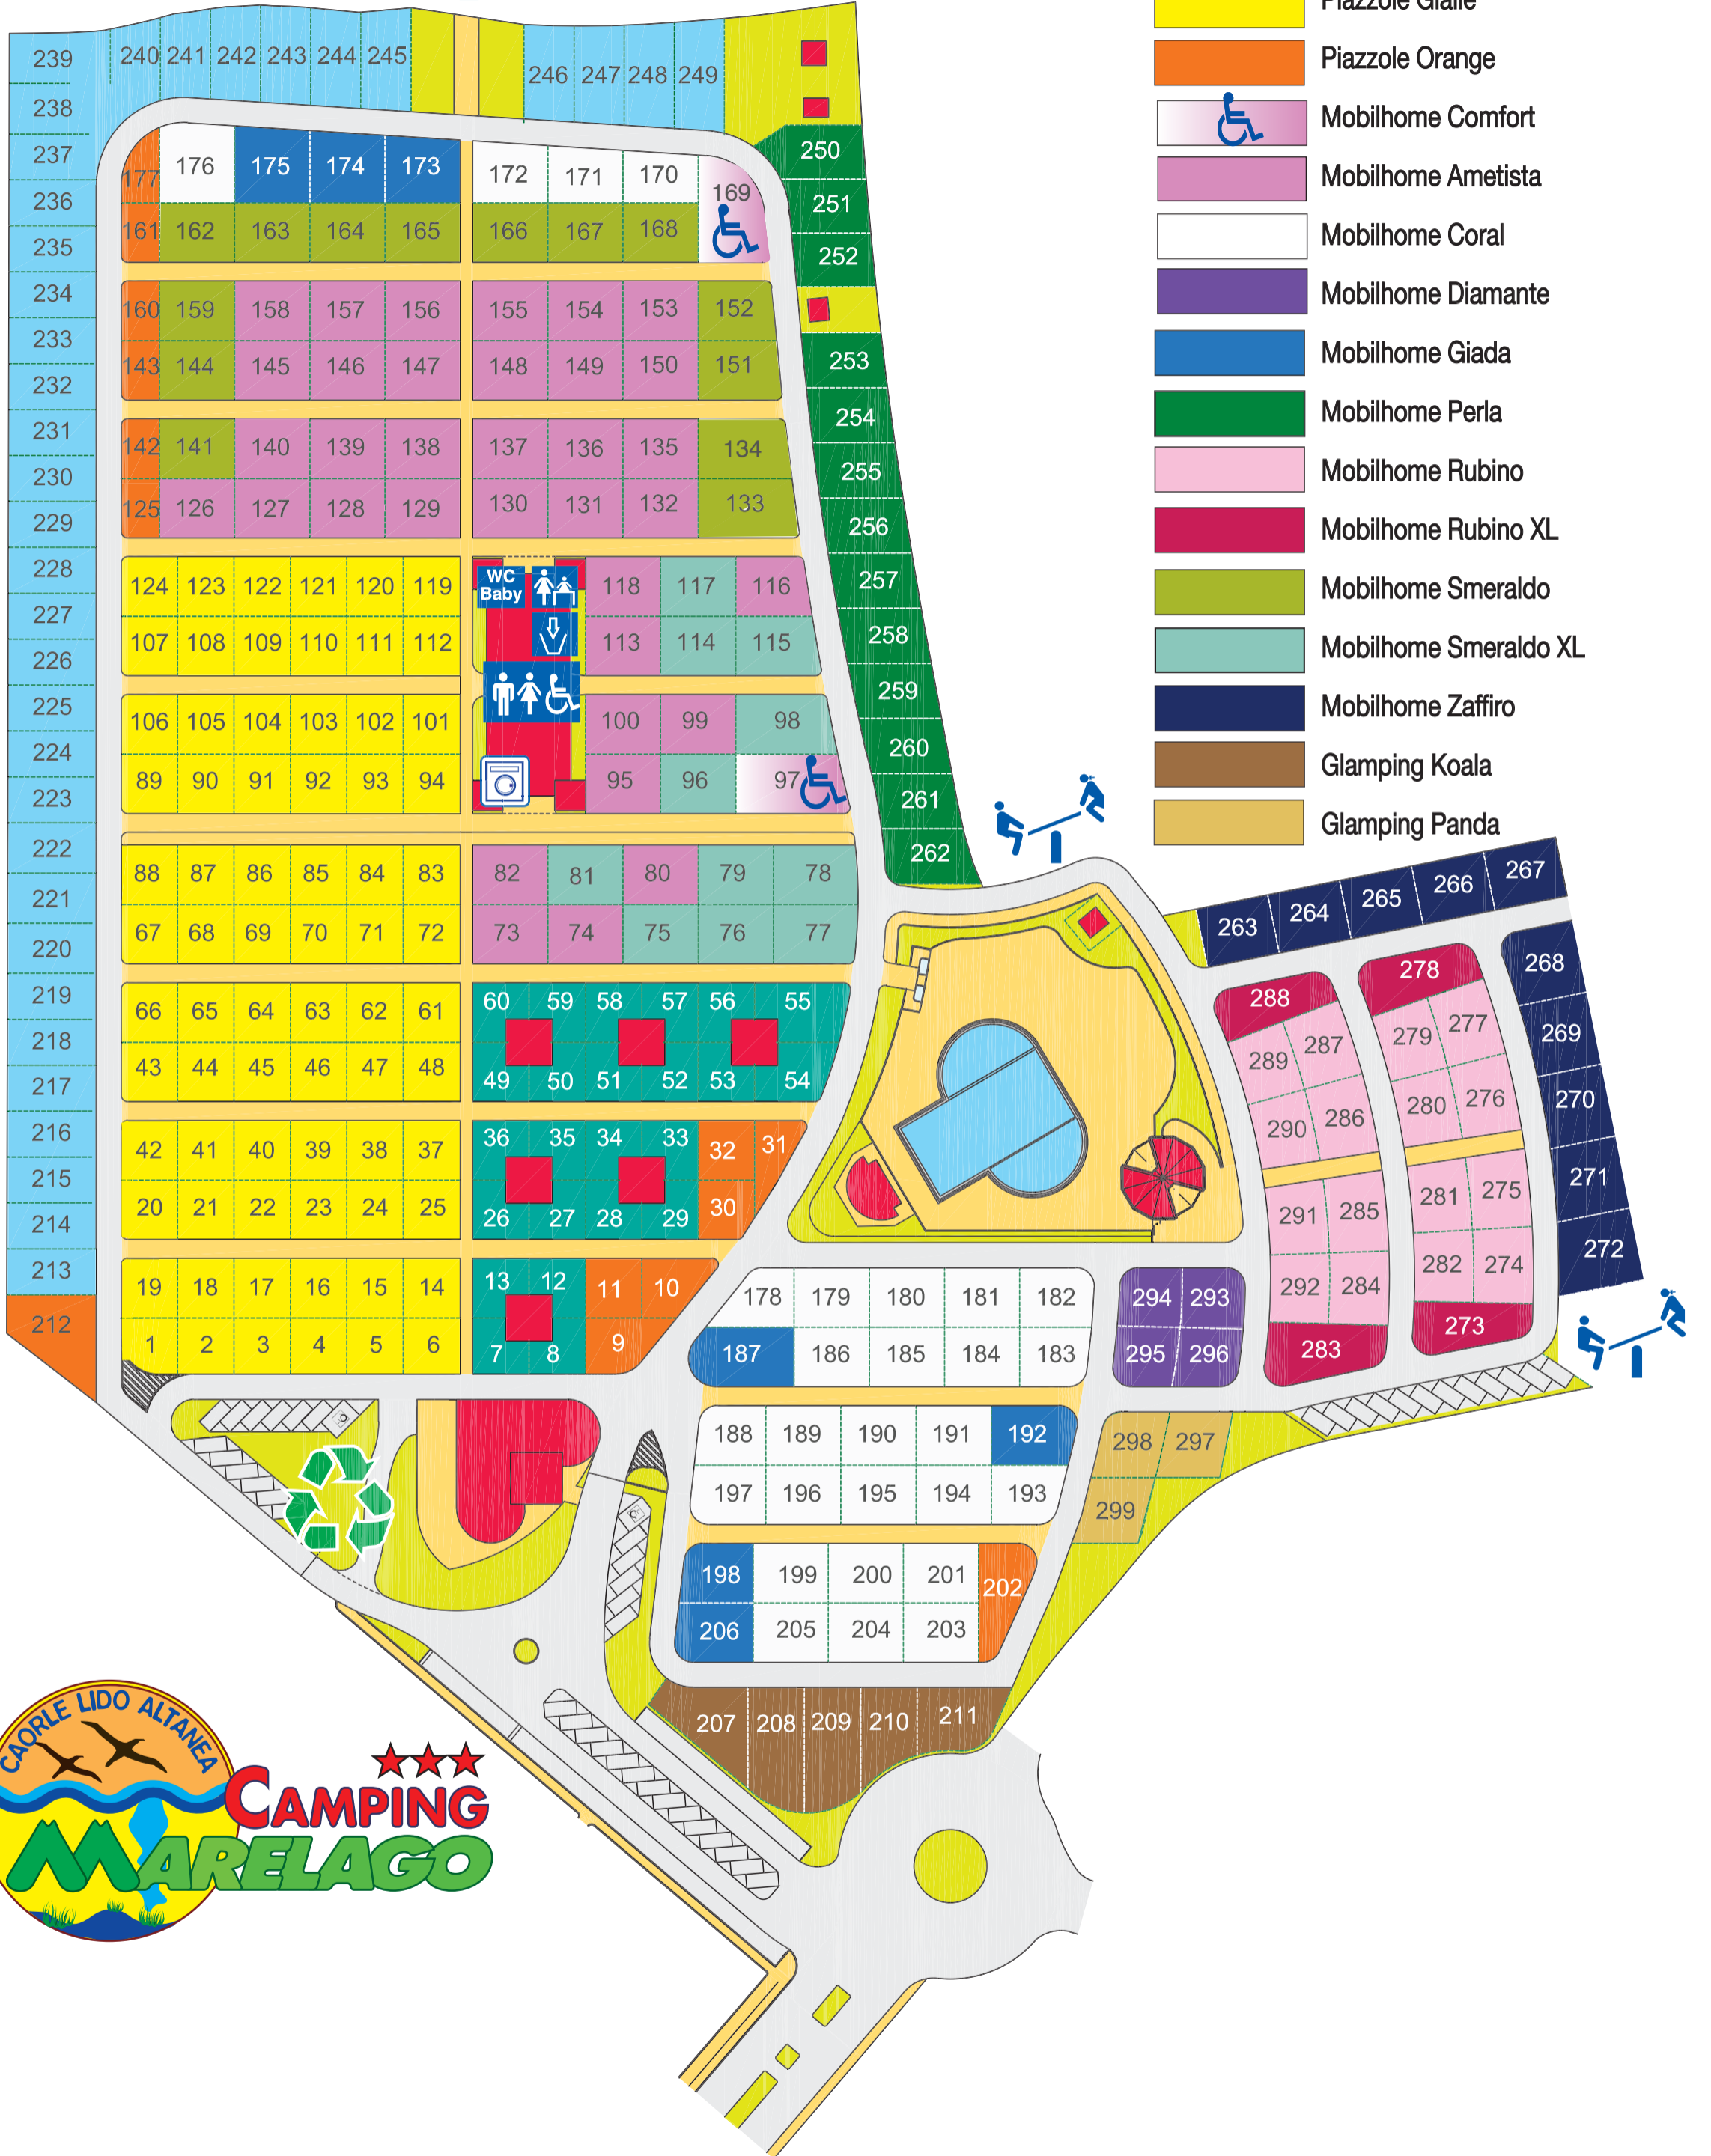 Piazzole Gialle
Piazzole Orange
Mobilhome Comfort
Mobilhome Ametista
Mobilhome Coral
Mobilhome Diamante
Mobilhome Giada
Mobilhome Perla
Mobilhome Rubino
Mobilhome Rubino XL
Mobilhome Smeraldo
Mobilhome Smeraldo XL
Mobilhome Zaffiro
Glamping Koala
Glamping Panda
239 240 241 242 243 244 245 246 247 248 249
238
237 177 176 175 174 173 172 171 170 169 250
236 251
235 161 162 163 164 165 166 167 168 252
234 160 159 158 157 156 155 154 153 152
233
232 143 144 145 146 147 148 149 150 151 253
231 142 141 140 139 138 137 136 135 134 254
230 255
229 125 126 127 128 129 130 131 132 133 256
228 124 123 122 121 120 119 WC Baby 118 117 116 257
227
226 107 108 109 110 111 112 113 114 115 258
225 106 105 104 103 102 101 100 99 98 259
224 260
223 89 90 91 92 93 94 95 96 97 261
222 88 87 86 85 84 83 82 81 80 79 78 262
221
220 67 68 69 70 71 72 73 74 75 76 77
263 264 265 266 267
219 66 65 64 63 62 61 60 59 58 57 56 55
218
217 43 44 45 46 47 48 49 50 51 52 53 54
288 278 268
289 287 279 277 269
290 286 280 276 270
216 42 41 40 39 38 37 36 35 34 33 32 31
215
214 20 21 22 23 24 25 26 27 28 29 30
291 285 281 275 271
292 284 282 274 272
283 273
213 19 18 17 16 15 14 13 12 11 10
212 1 2 3 4 5 6 7 8 9
178 179 180 181 182 294 293
187 186 185 184 183 295 296
188 189 190 191 192 298 297
197 196 195 194 193 299
198 199 200 201 202
206 205 204 203
207 208 209 210 211
CAORLE LIDO ALTANEA
CAMPING
MARELAGO